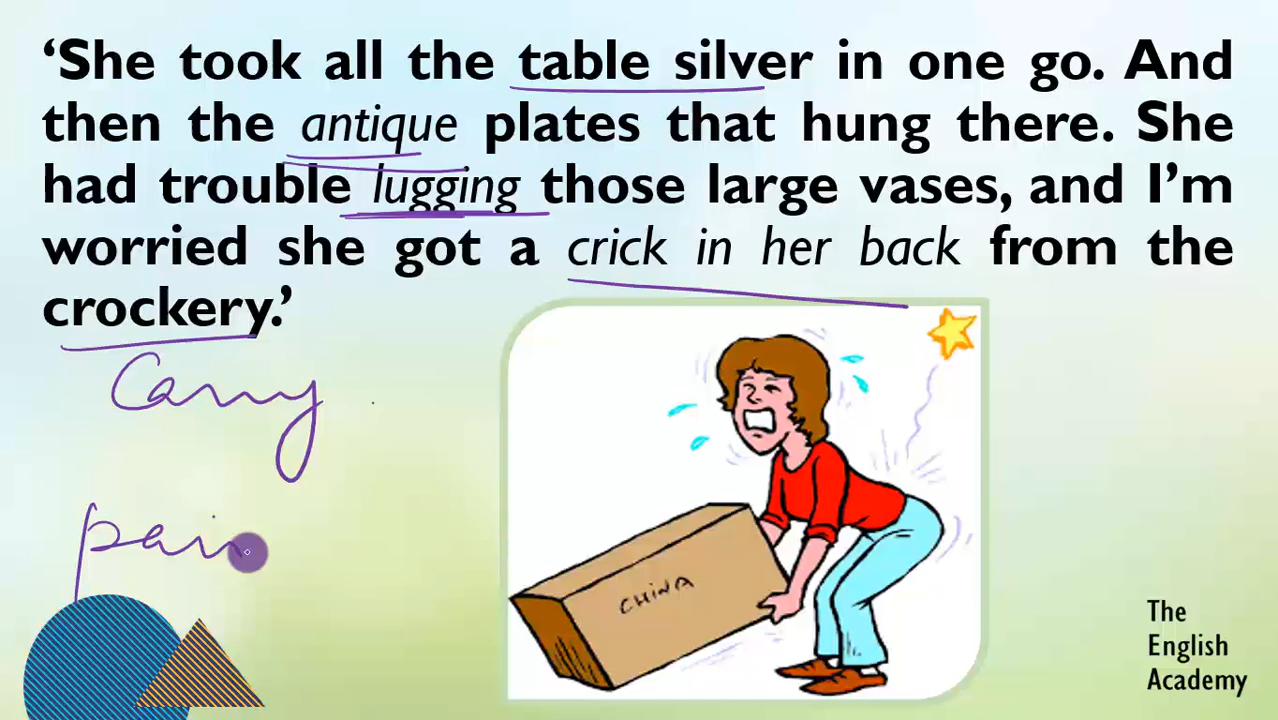 ‘She took all the table silver in one go. And
then the antique plates that hung there. She
had trouble lugging those large vases, and I’m
worried she got a crick in her back from the
crockery.’
Carry
pain
CHINA
The
English
Academy